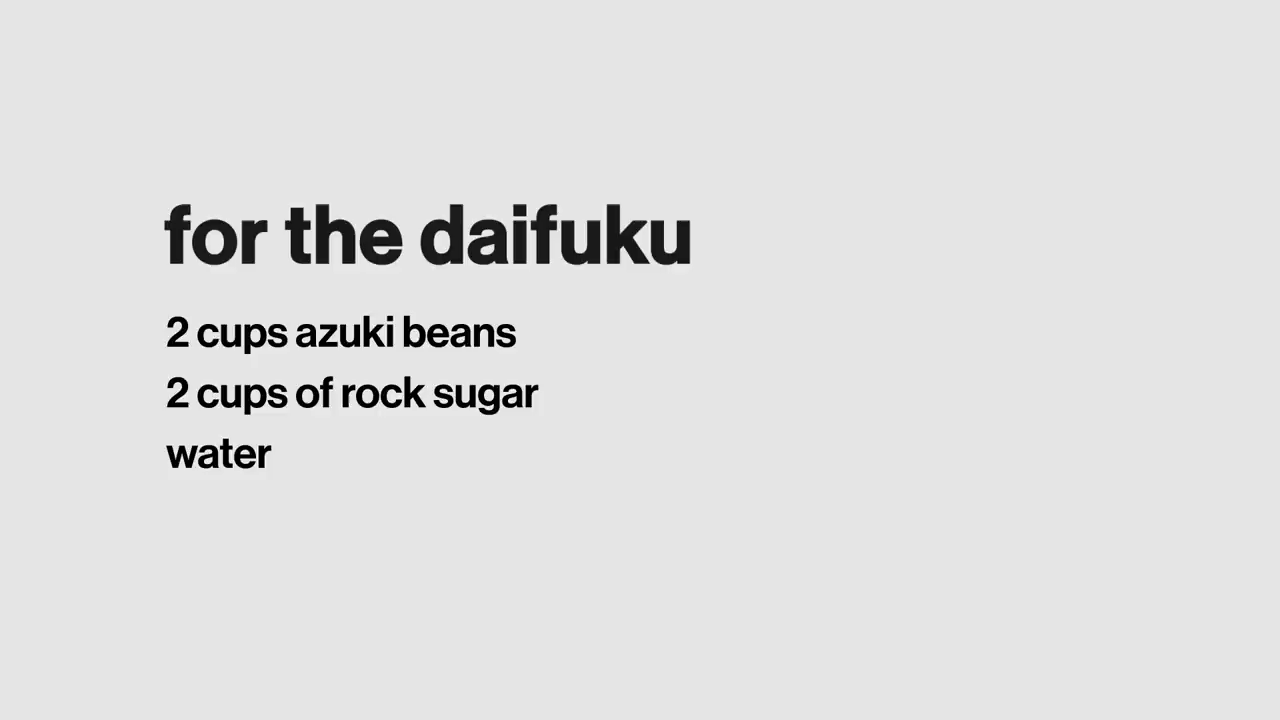 for the daifuku
2 cups azuki beans
2 cups of rock sugar
water